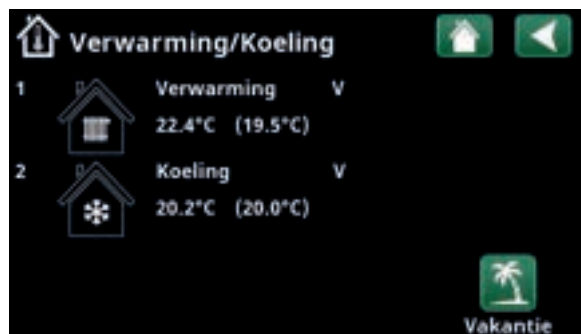 Verwarming/Koeling
1 Verwarming V
22.4°C (19.5°C)
2 Koeling V
20.2°C (20.0°C)
Vakantie